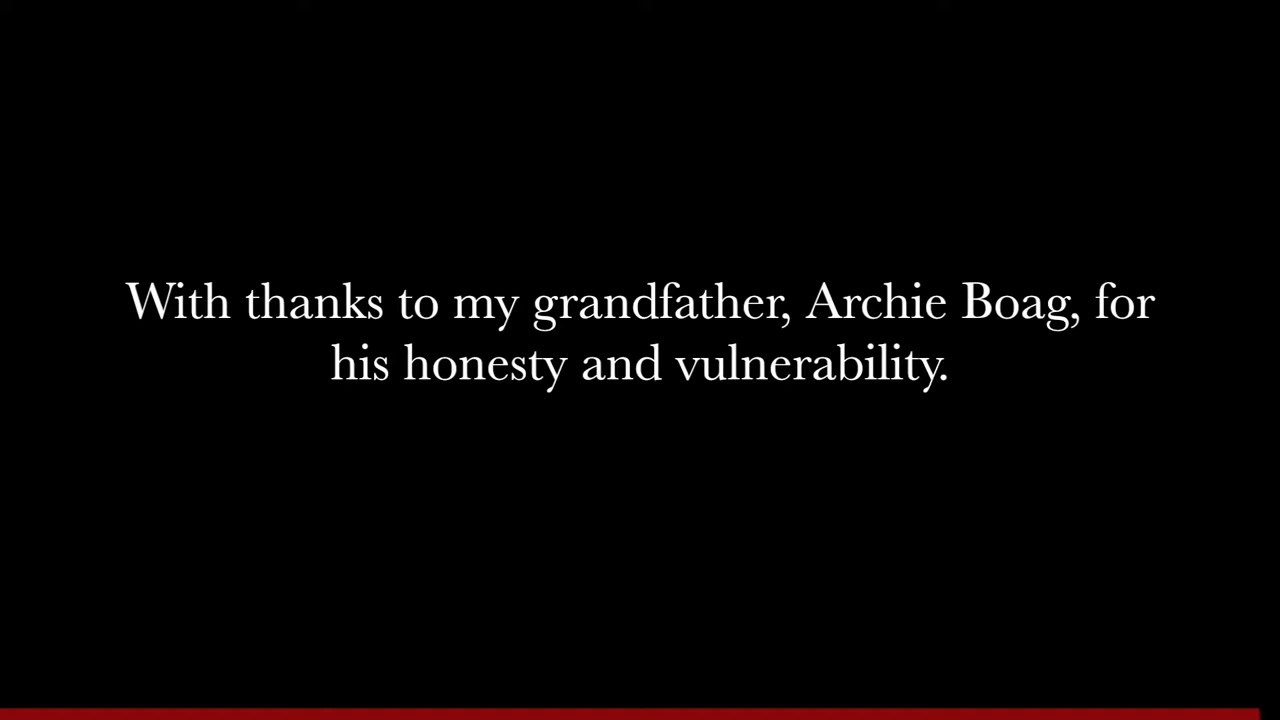 With thanks to my grandfather, Archie Boag, for
his honesty and vulnerability.